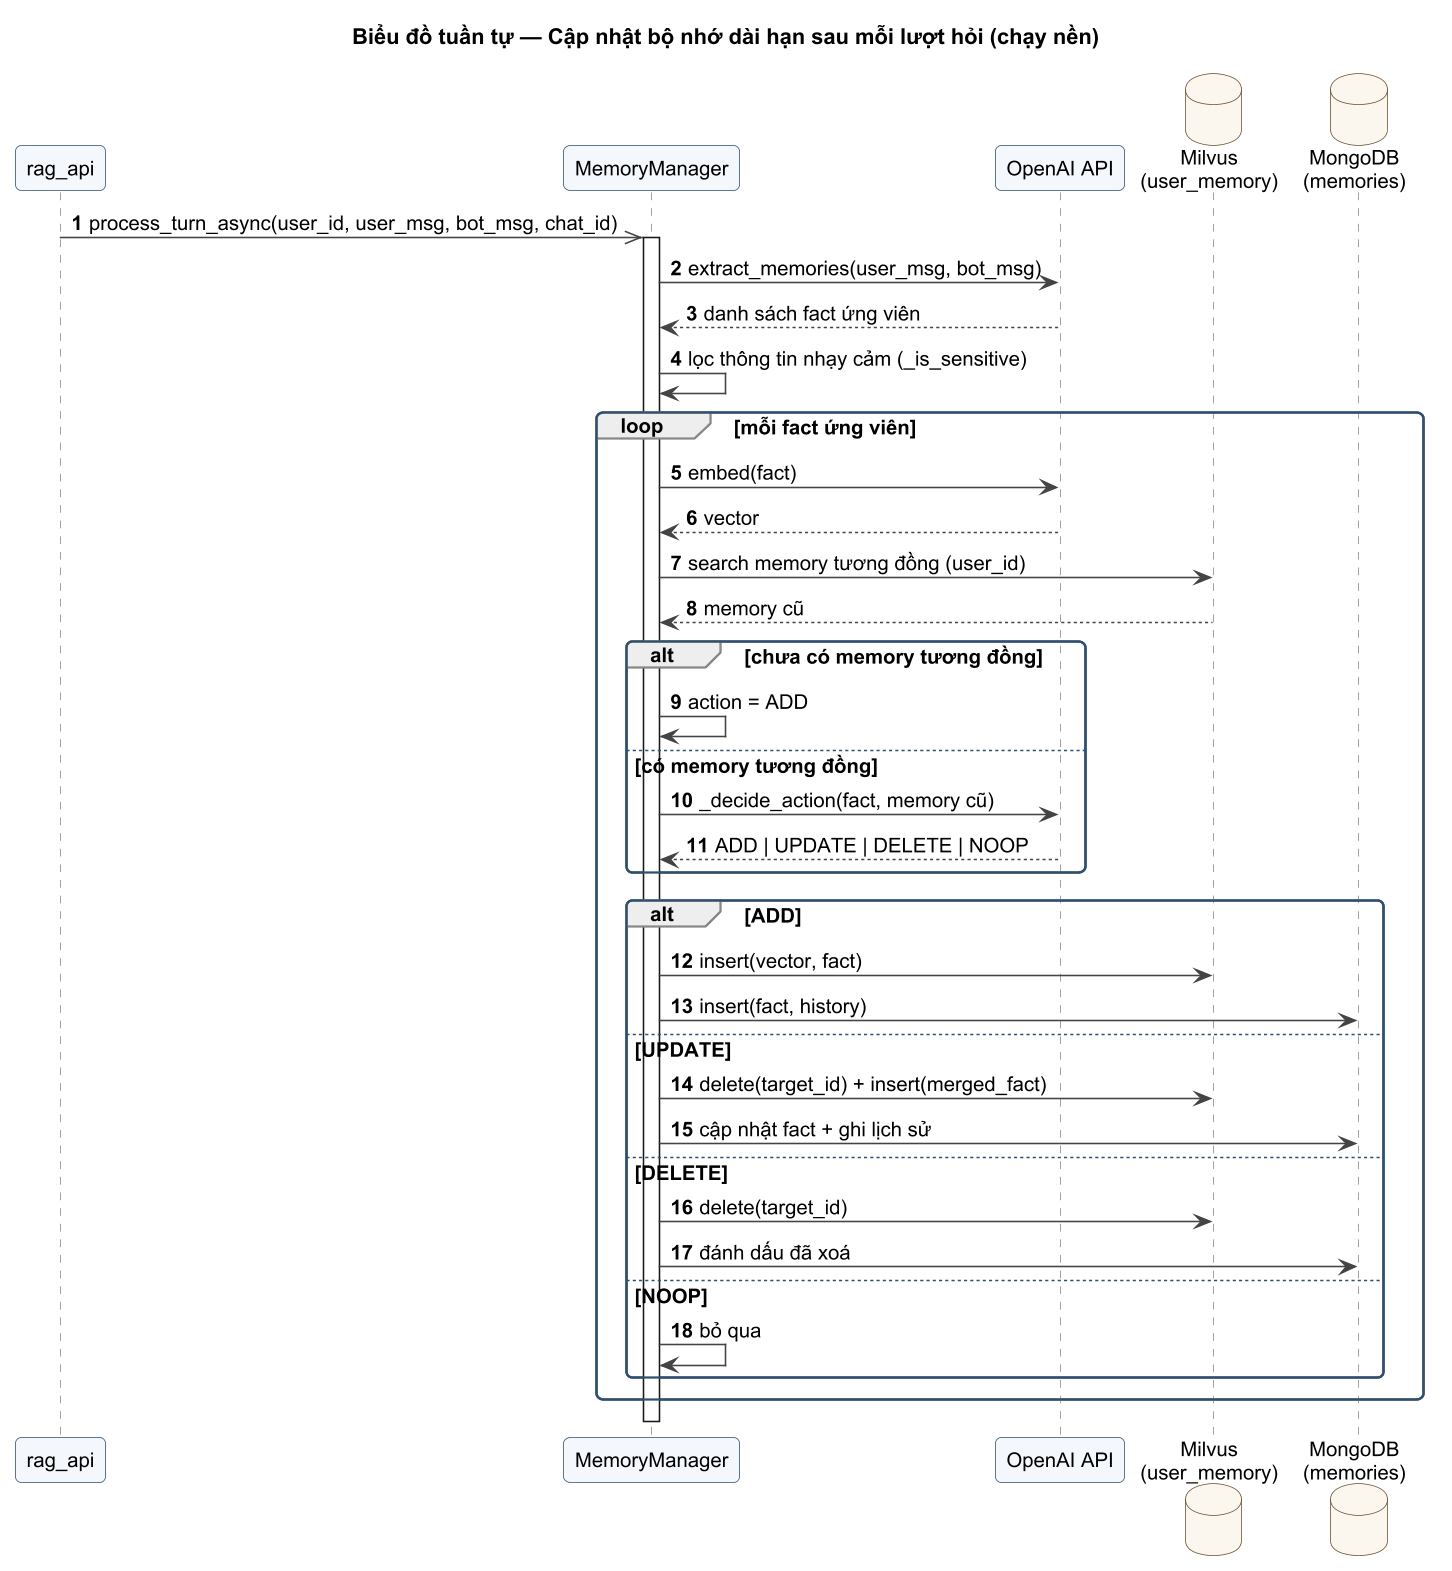 Biểu đồ tuần tự — Cập nhật bộ nhớ dài hạn sau mỗi lượt hỏi (chạy nền)
rag_api
MemoryManager
OpenAI API
Milvus
(user_memory)
MongoDB
(memories)
1 process_turn_async(user_id, user_msg, bot_msg, chat_id)
2 extract_memories(user_msg, bot_msg)
3 danh sách fact ứng viên
4 lọc thông tin nhạy cảm (_is_sensitive)
loop [mỗi fact ứng viên]
5 embed(fact)
6 vector
7 search memory tương đồng (user_id)
8 memory cũ
alt [chưa có memory tương đồng]
9 action = ADD
[có memory tương đồng]
10 _decide_action(fact, memory cũ)
11 ADD | UPDATE | DELETE | NOOP
alt [ADD]
12 insert(vector, fact)
13 insert(fact, history)
[UPDATE]
14 delete(target_id) + insert(merged_fact)
15 cập nhật fact + ghi lịch sử
[DELETE]
16 delete(target_id)
17 đánh dấu đã xoá
[NOOP]
18 bỏ qua
rag_api
MemoryManager
OpenAI API
Milvus
(user_memory)
MongoDB
(memories)